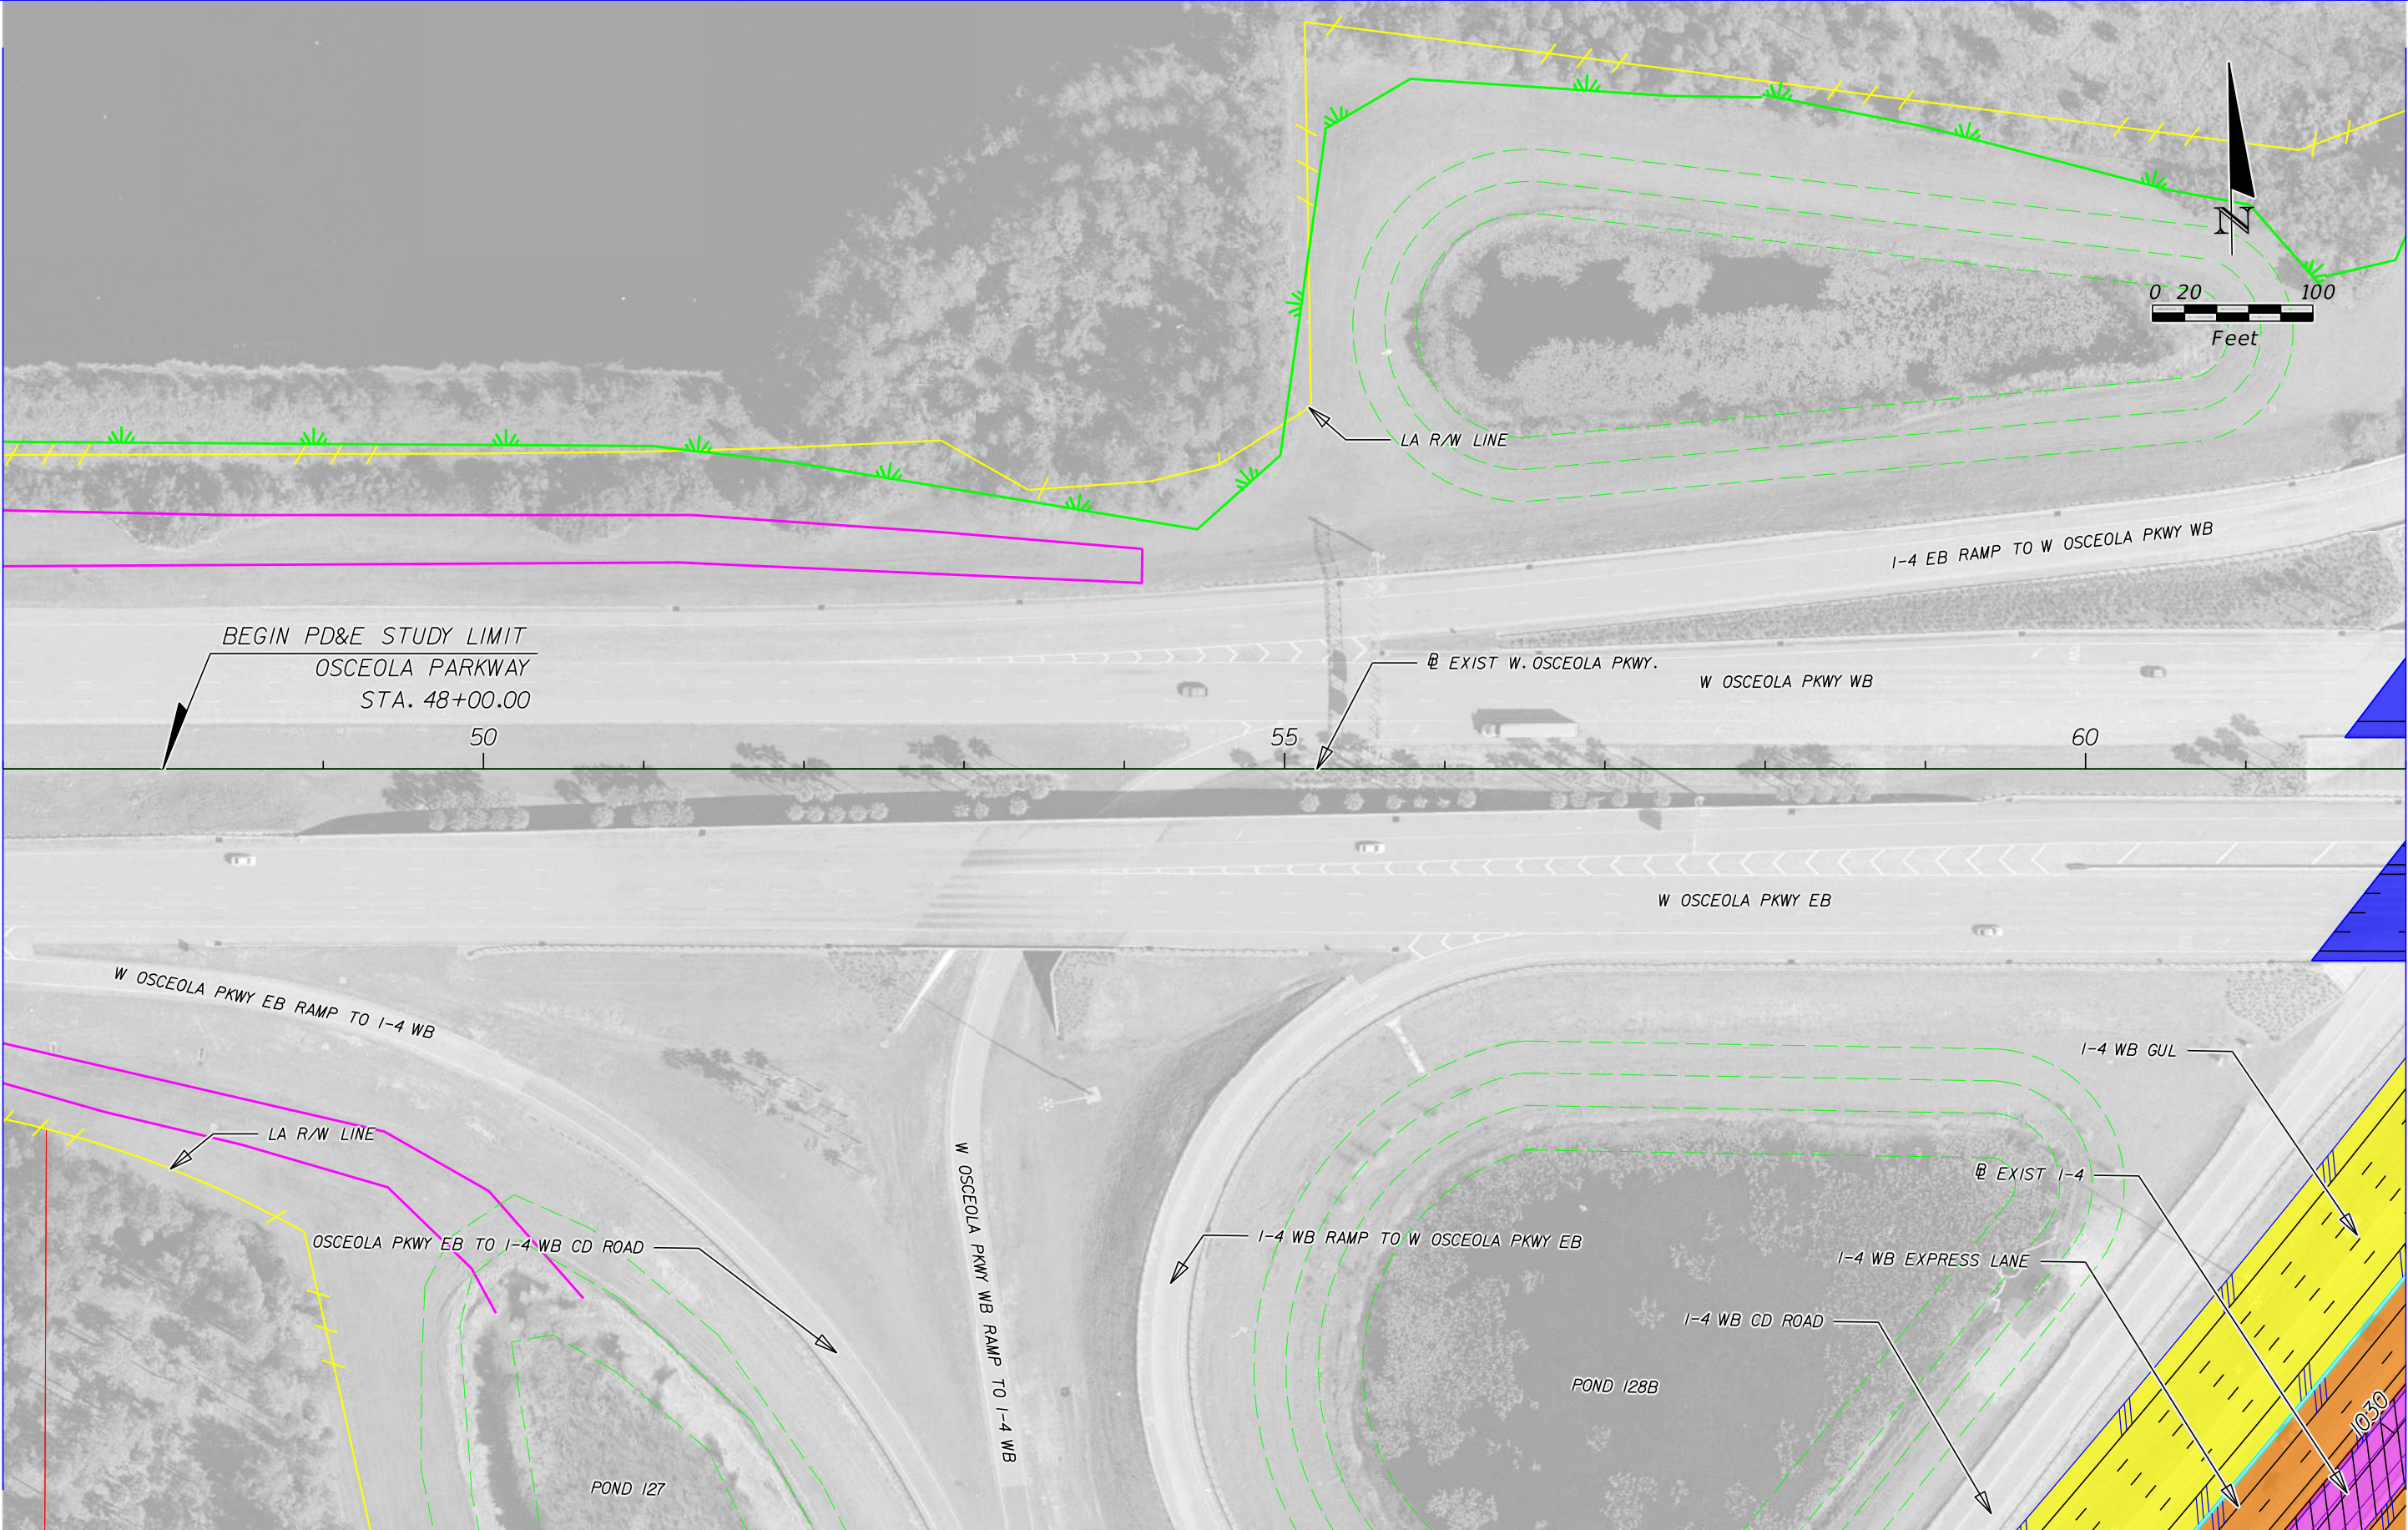 N
0 20 100
Feet
LA R/W LINE
I-4 EB RAMP TO W OSCEOLA PKWY WB
BEGIN PD&E STUDY LIMIT
OSCEOLA PARKWAY
STA. 48+00.00
℄ EXIST W. OSCEOLA PKWY.
W OSCEOLA PKWY WB
50 55 60
W OSCEOLA PKWY EB
W OSCEOLA PKWY EB RAMP TO I-4 WB
I-4 WB GUL
LA R/W LINE
W OSCEOLA PKWY WB RAMP TO I-4 WB
℄ EXIST I-4
OSCEOLA PKWY EB TO I-4 WB CD ROAD
I-4 WB RAMP TO W OSCEOLA PKWY EB
I-4 WB EXPRESS LANE
I-4 WB CD ROAD
POND 128B
1030
POND 127